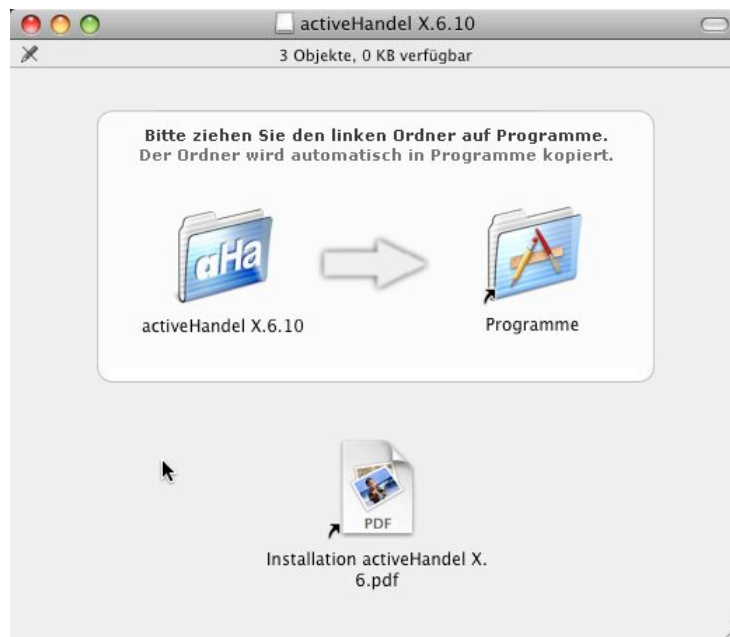 activeHandel X.6.10
3 Objekte, 0 KB verfügbar
Bitte ziehen Sie den linken Ordner auf Programme.
Der Ordner wird automatisch in Programme kopiert.
aHa
activeHandel X.6.10
Programme
PDF
Installation activeHandel X.
6.pdf